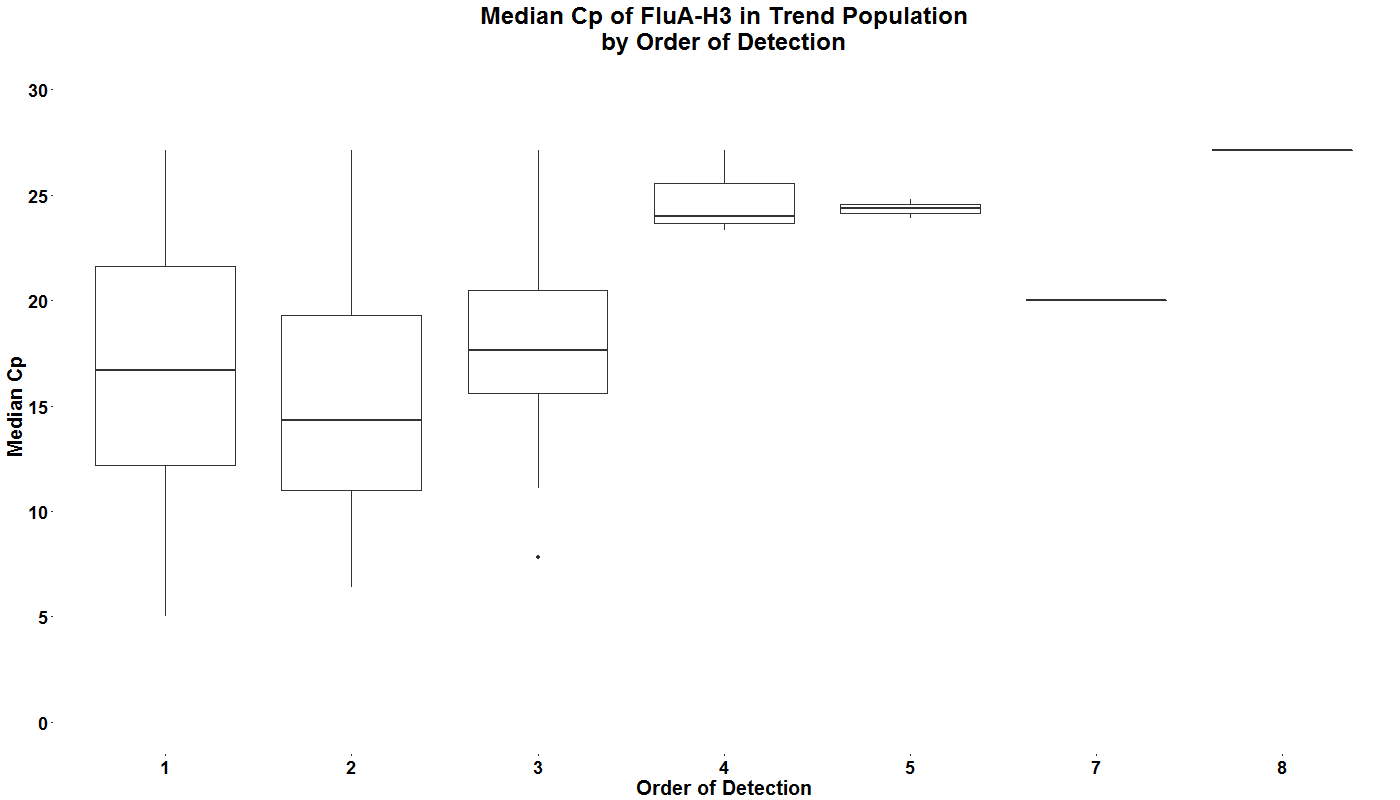 Median Cp of FluA-H3 in Trend Population
by Order of Detection
30
25
20
15
10
5
0
Median Cp
1 2 3 4 5 7 8
Order of Detection